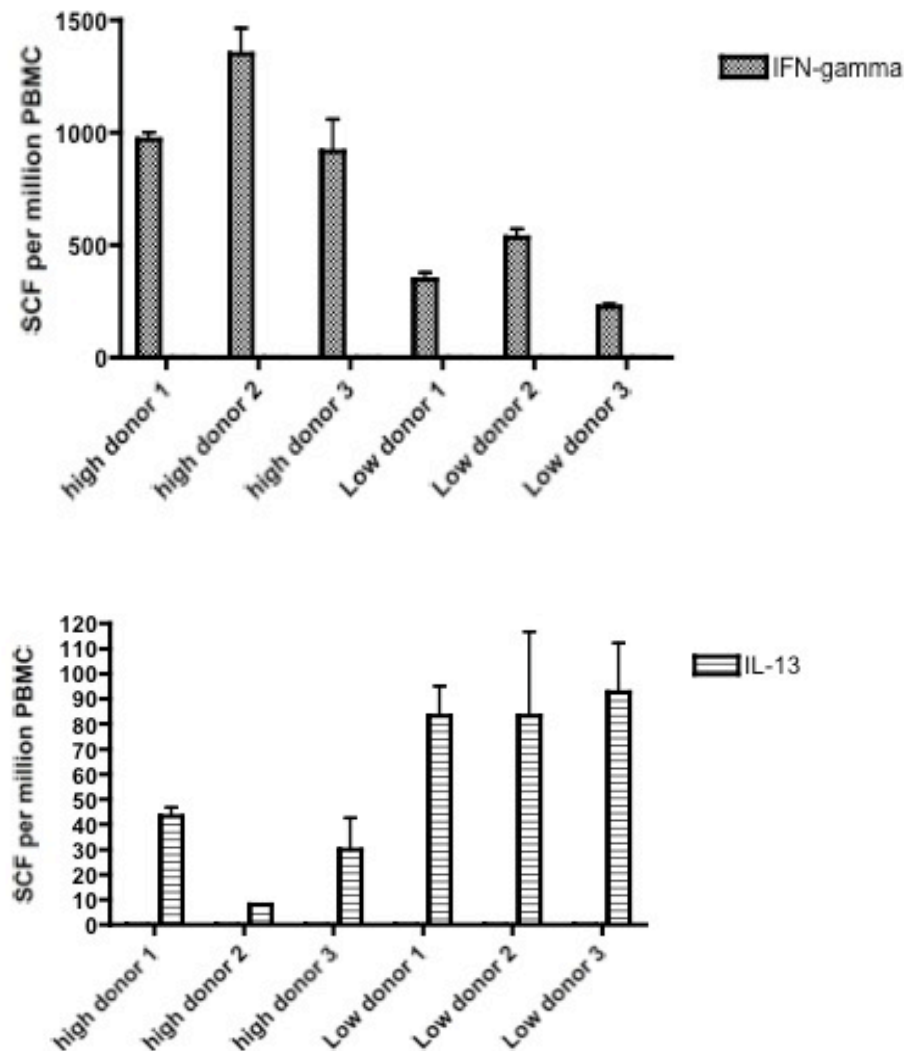 SCF per million PBMC
1500
1000
500
0
IFN-gamma
high donor 1
high donor 2
high donor 3
Low donor 1
Low donor 2
Low donor 3
SCF per million PBMC
120
110
100
90
80
70
60
50
40
30
20
10
0
IL-13
high donor 1
high donor 2
high donor 3
Low donor 1
Low donor 2
Low donor 3